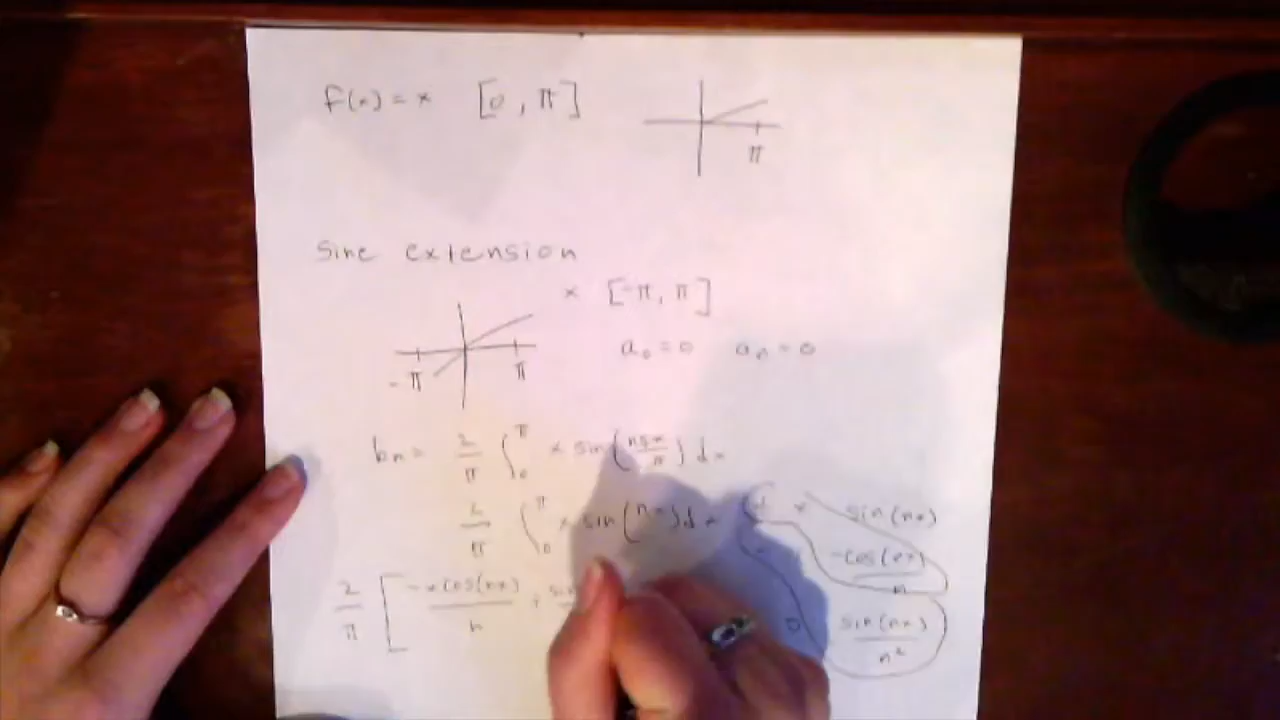 f(x) = x [0, π]
π
sine extension
x [-π, π]
-π π
a₀ = 0 aₙ = 0
bₙ = 2/π ∫₀^π x sin(nπx/π) dx
2/π ∫₀^π x sin(nx) dx
+ x sin(nx)
- -cos(nx)/n
2/π [ -x cos(nx)/n +
0 sin(nx)/n²